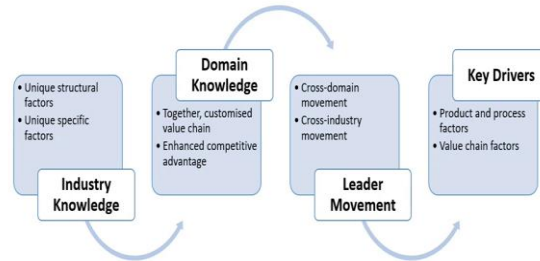 • Unique structural
factors
• Unique specific
factors
Industry
Knowledge
Domain
Knowledge
• Together, customised
value chain
• Enhanced competitive
advantage
• Cross-domain
movement
• Cross-industry
movement
Leader
Movement
Key Drivers
• Product and process
factors
• Value chain factors